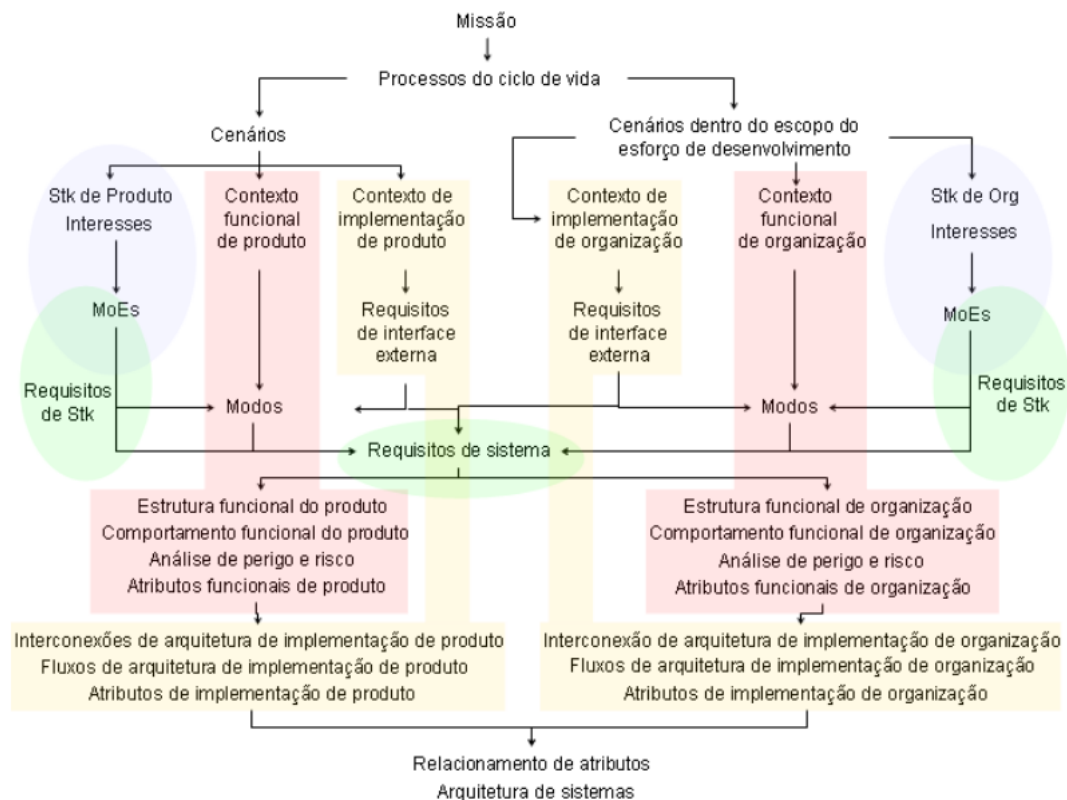 Missão
Processos do ciclo de vida
Cenários
Cenários dentro do escopo do
esforço de desenvolvimento
Stk de Produto
Interesses
Contexto
funcional
de produto
Contexto de
implementação
de produto
Contexto de
implementação
de organização
Contexto
funcional
de organização
Stk de Org
Interesses
MoEs
Requisitos
de interface
externa
Requisitos
de interface
externa
MoEs
Requisitos
de Stk
Modos
Modos
Requisitos
de Stk
Requisitos de sistema
Estrutura funcional do produto
Comportamento funcional do produto
Análise de perigo e risco
Atributos funcionais de produto
Estrutura funcional de organização
Comportamento funcional de organização
Análise de perigo e risco
Atributos funcionais de organização
Interconexões de arquitetura de implementação de produto
Fluxos de arquitetura de implementação de produto
Atributos de implementação de produto
Interconexão de arquitetura de implementação de organização
Fluxos de arquitetura de implementação de organização
Atributos de implementação de organização
Relacionamento de atributos
Arquitetura de sistemas